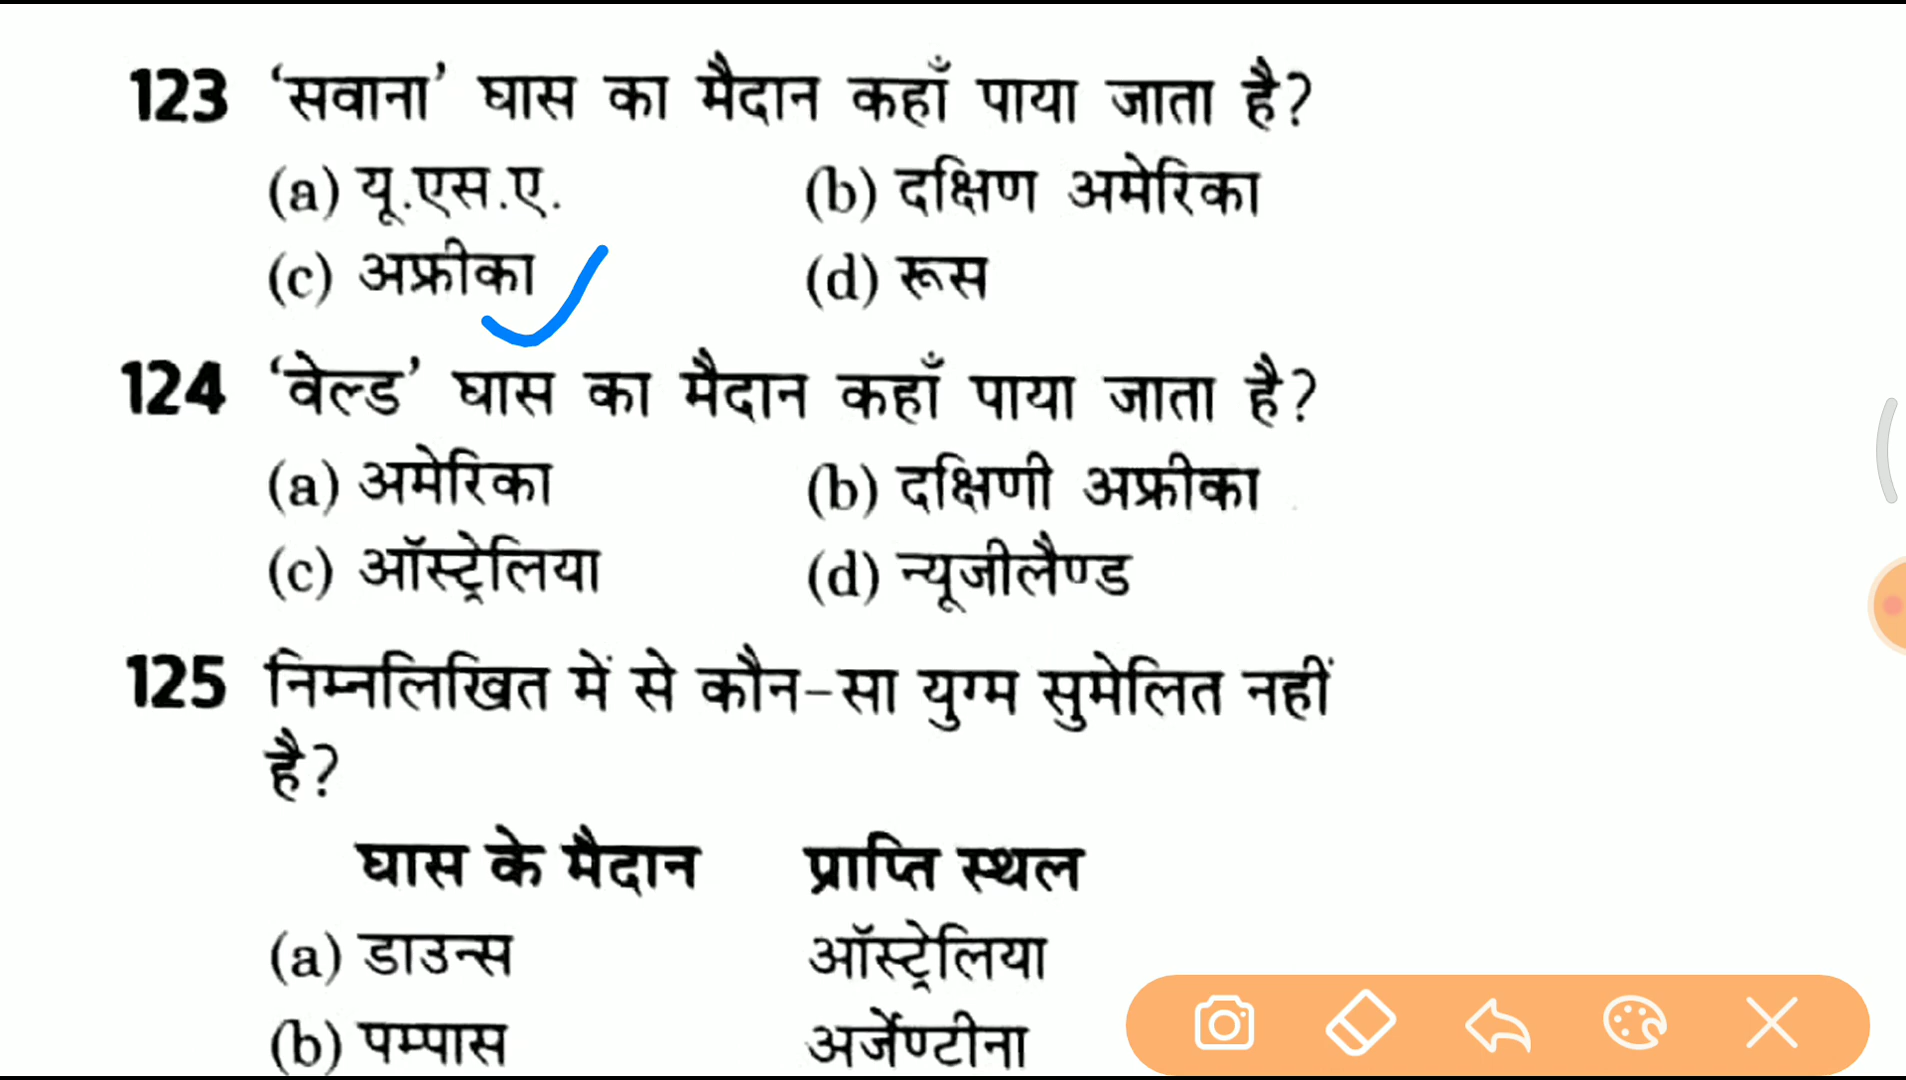 123 ‘सवाना’ घास का मैदान कहाँ पाया जाता है?
(a) यू.एस.ए. (b) दक्षिण अमेरिका
(c) अफ्रीका (d) रूस
124 ‘वेल्ड’ घास का मैदान कहाँ पाया जाता है?
(a) अमेरिका (b) दक्षिणी अफ्रीका
(c) ऑस्ट्रेलिया (d) न्यूजीलैण्ड
125 निम्नलिखित में से कौन-सा युग्म सुमेलित नहीं
है?
घास के मैदान प्राप्ति स्थल
(a) डाउन्स ऑस्ट्रेलिया
(b) पम्पास अर्जेण्टीना